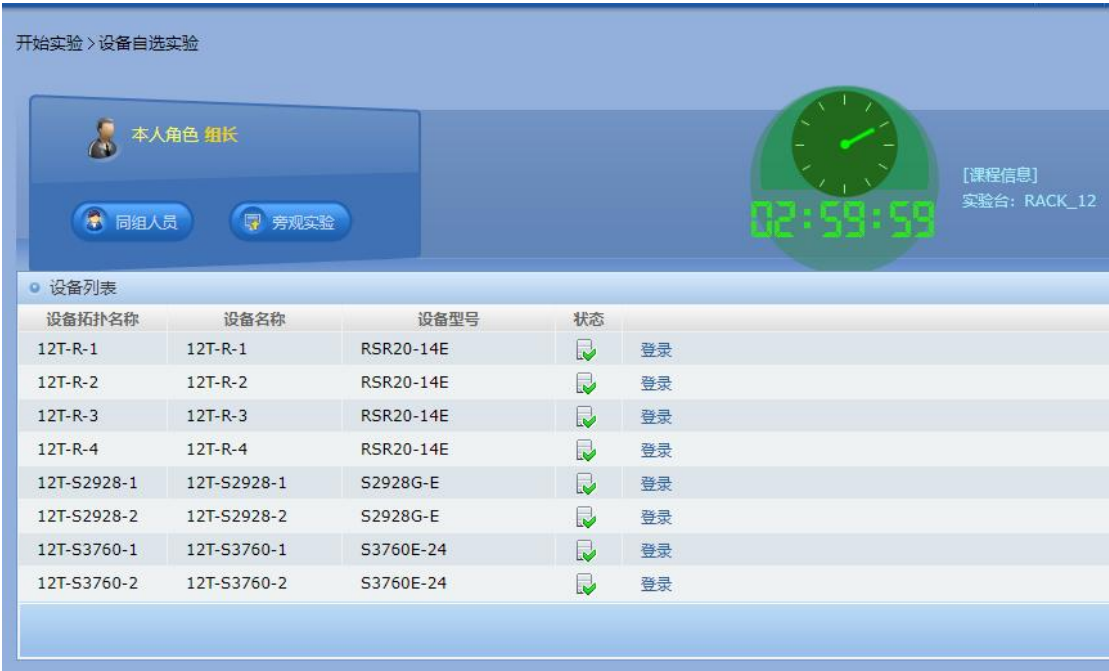 开始实验 > 设备自选实验
本人角色 组长
同组人员 旁观实验
02:59:59
[课程信息]
实验台: RACK_12
设备列表
设备拓扑名称 设备名称 设备型号 状态
12T-R-1 12T-R-1 RSR20-14E 登录
12T-R-2 12T-R-2 RSR20-14E 登录
12T-R-3 12T-R-3 RSR20-14E 登录
12T-R-4 12T-R-4 RSR20-14E 登录
12T-S2928-1 12T-S2928-1 S2928G-E 登录
12T-S2928-2 12T-S2928-2 S2928G-E 登录
12T-S3760-1 12T-S3760-1 S3760E-24 登录
12T-S3760-2 12T-S3760-2 S3760E-24 登录